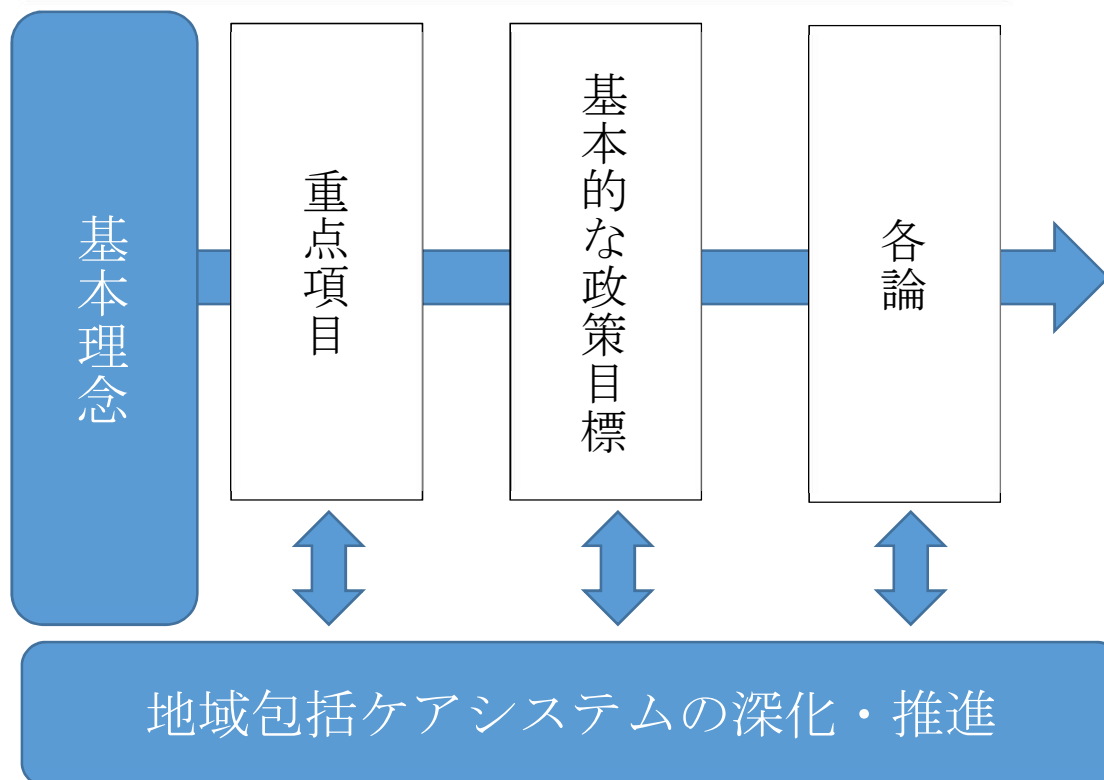 基本理念
重点項目
基本的な政策目標
各論
地域包括ケアシステムの深化・推進